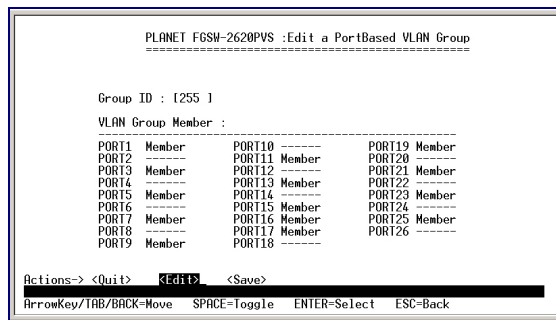 PLANET FGSW-2620PVS :Edit a PortBased VLAN Group
================================================
Group ID : [255 ]
VLAN Group Member :
-----------------------------------------------------
PORT1 Member PORT10 ------ PORT19 Member
PORT2 ------ PORT11 Member PORT20 ------
PORT3 Member PORT12 ------ PORT21 Member
PORT4 ------ PORT13 Member PORT22 ------
PORT5 Member PORT14 ------ PORT23 Member
PORT6 ------ PORT15 Member PORT24 ------
PORT7 Member PORT16 Member PORT25 Member
PORT8 ------ PORT17 Member PORT26 ------
PORT9 Member PORT18 ------
Actions-> <Quit> <Edit> <Save>
ArrowKey/TAB/BACK=Move SPACE=Toggle ENTER=Select ESC=Back